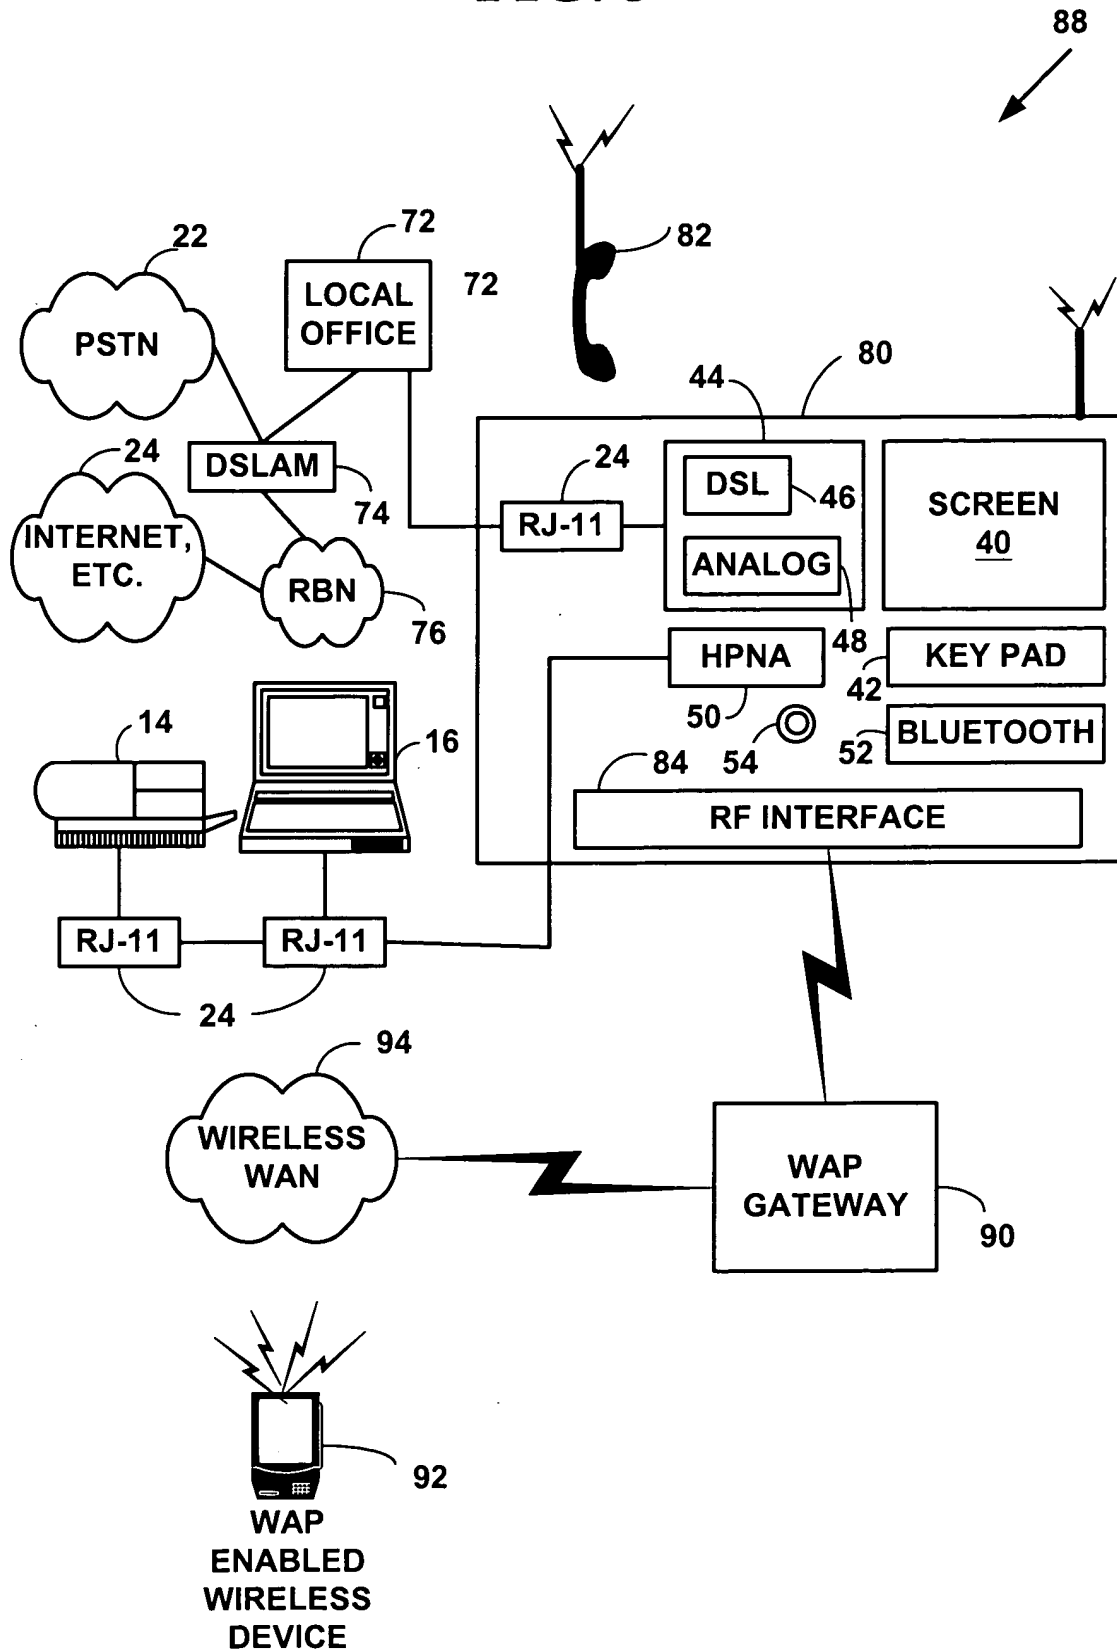 88
72
22
82
LOCAL
OFFICE
72
PSTN
80
44
24
DSLAM
24
DSL
46
SCREEN
40
74
RJ-11
INTERNET,
ETC.
ANALOG
RBN
76
48
HPNA
KEY PAD
42
50
14
16
54
52
BLUETOOTH
84
RF INTERFACE
RJ-11
RJ-11
24
94
WIRELESS
WAN
WAP
GATEWAY
90
92
WAP
ENABLED
WIRELESS
DEVICE